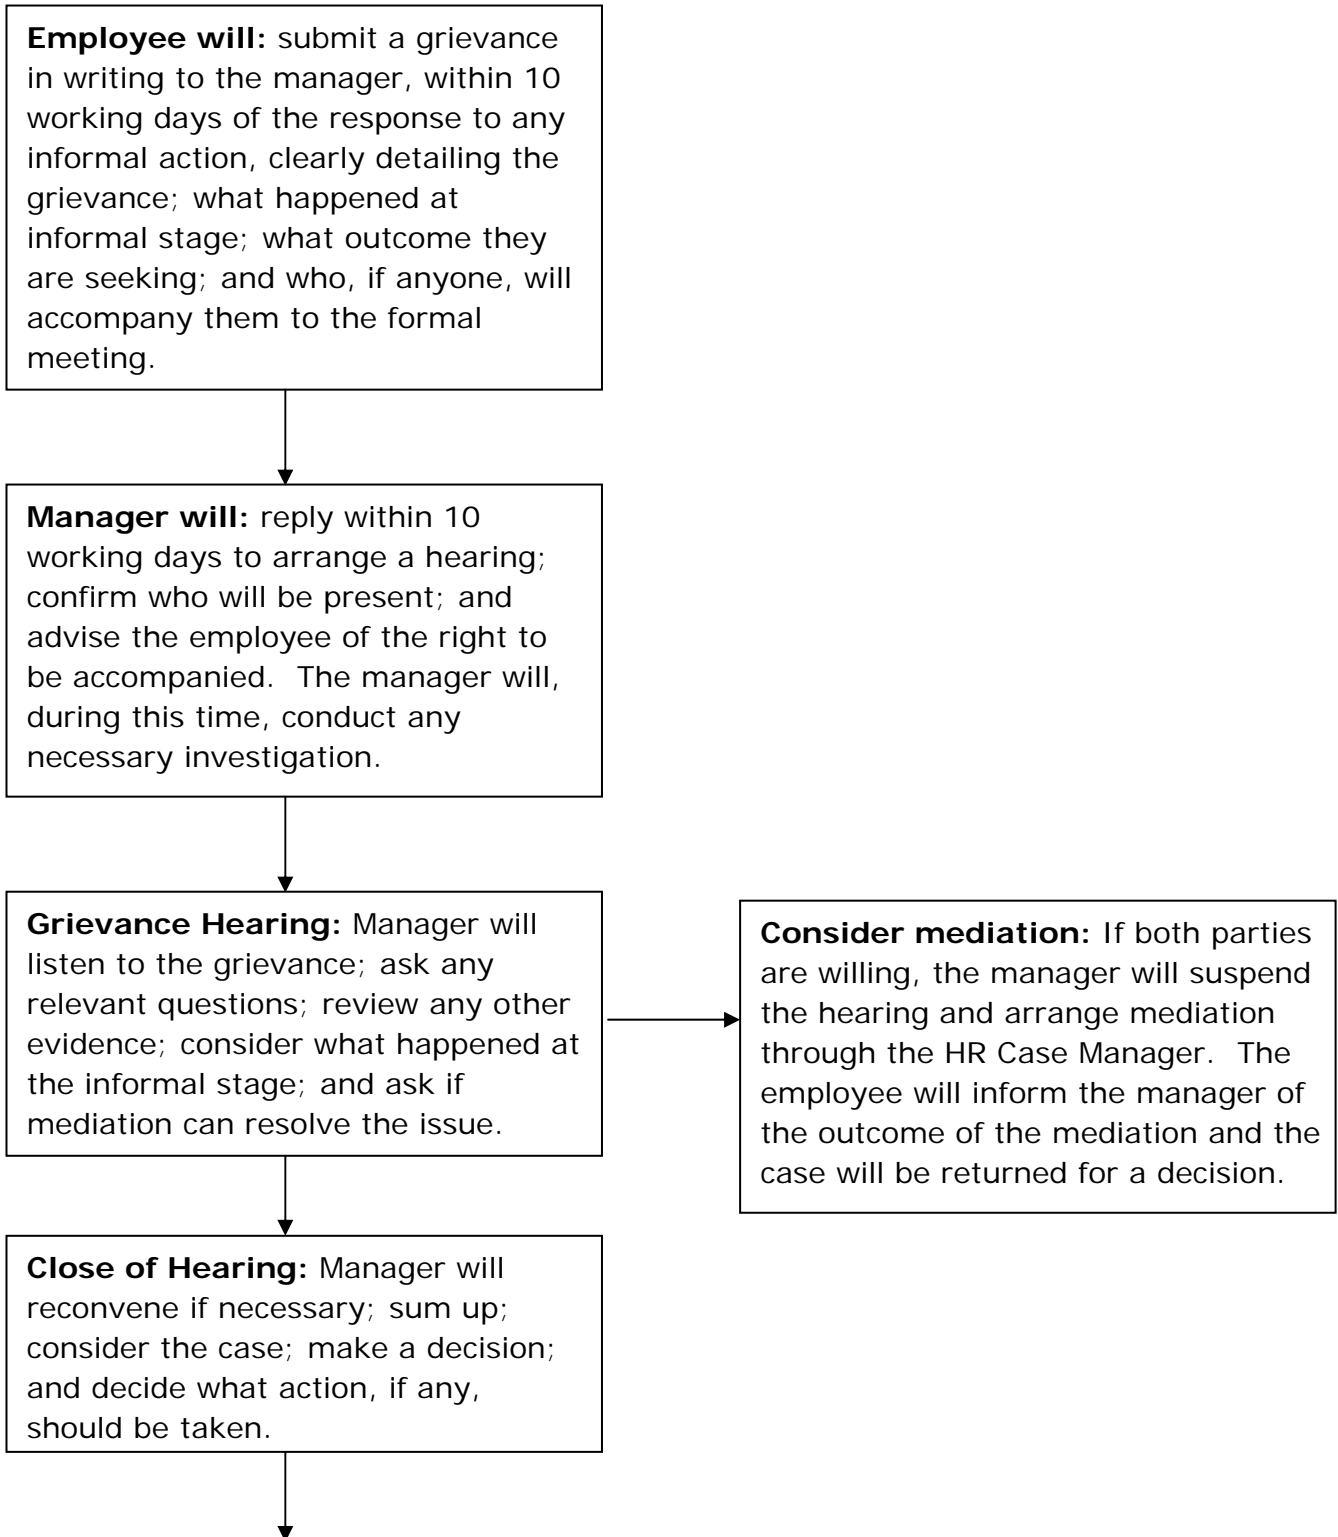 Employee will: submit a grievance
in writing to the manager, within 10
working days of the response to any
informal action, clearly detailing the
grievance; what happened at
informal stage; what outcome they
are seeking; and who, if anyone, will
accompany them to the formal
meeting.
Manager will: reply within 10
working days to arrange a hearing;
confirm who will be present; and
advise the employee of the right to
be accompanied.  The manager will,
during this time, conduct any
necessary investigation.
Grievance Hearing: Manager will
listen to the grievance; ask any
relevant questions; review any other
evidence; consider what happened at
the informal stage; and ask if
mediation can resolve the issue.
Consider mediation: If both parties
are willing, the manager will suspend
the hearing and arrange mediation
through the HR Case Manager.  The
employee will inform the manager of
the outcome of the mediation and the
case will be returned for a decision.
Close of Hearing: Manager will
reconvene if necessary; sum up;
consider the case; make a decision;
and decide what action, if any,
should be taken.